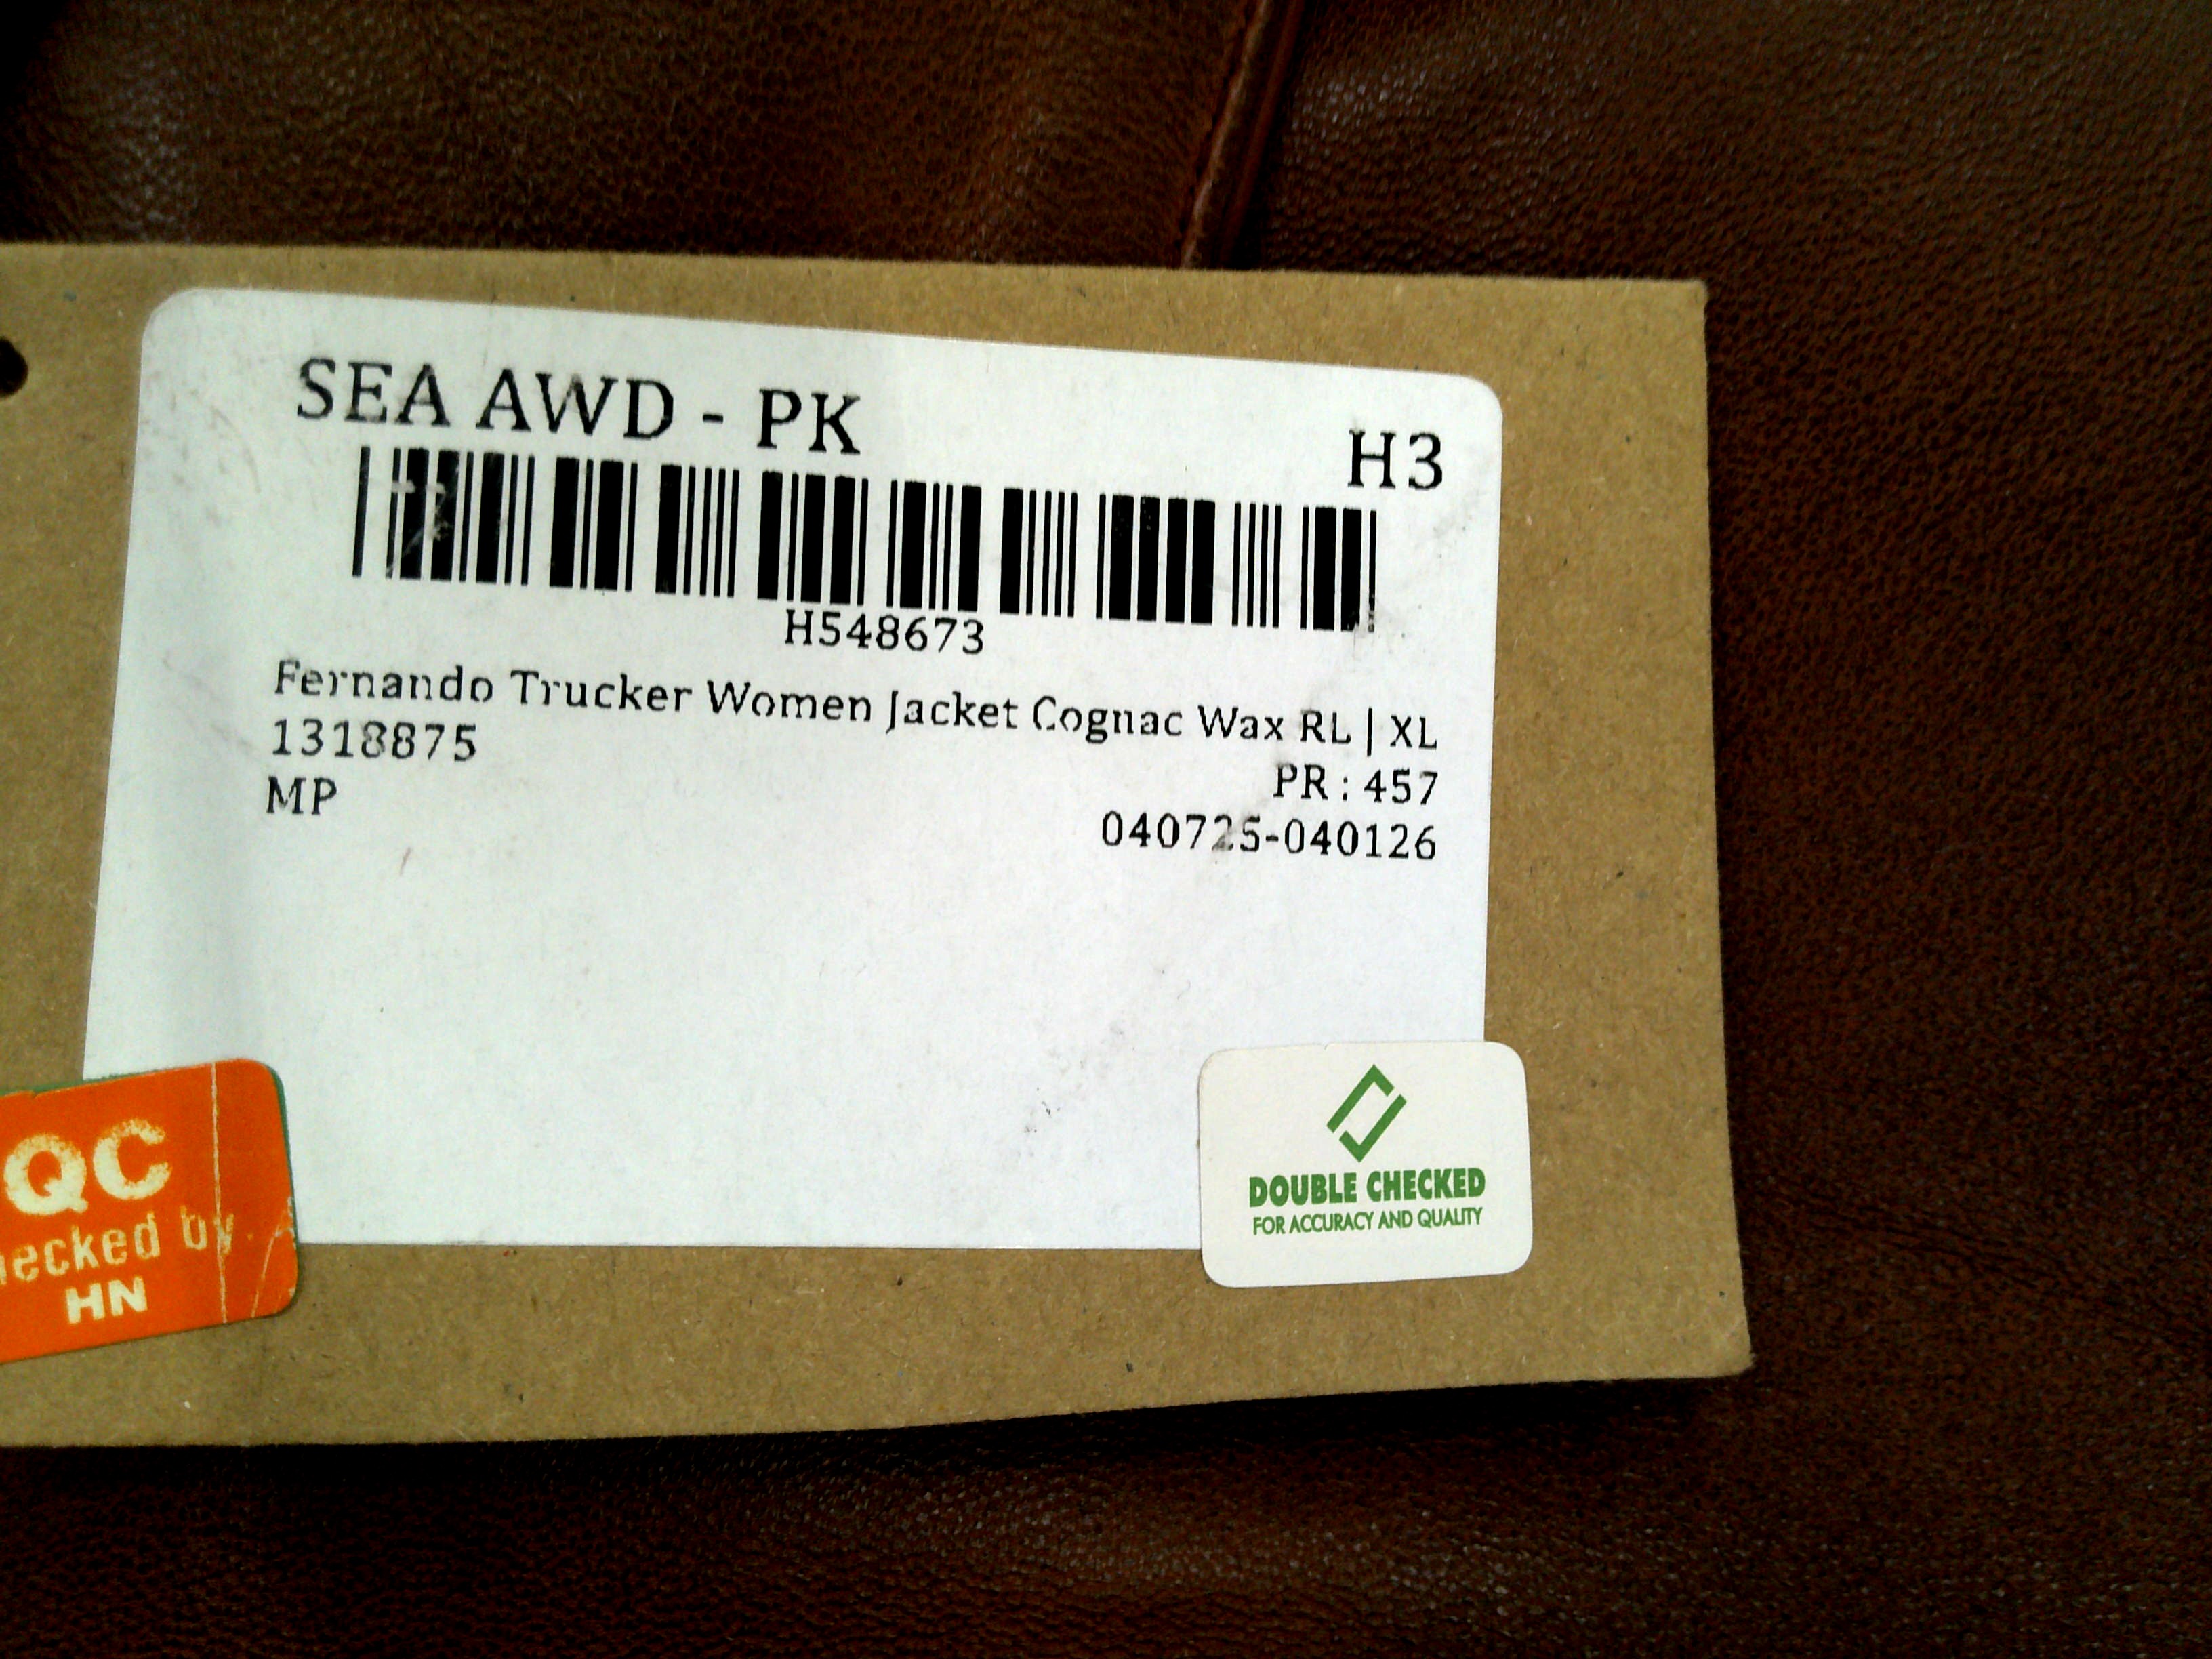 SEA AWD - PK
H3
H548673
Fernando Trucker Women Jacket Cognac Wax RL | XL
1318875
PR : 457
MP
040725-040126
QC
by
HN
DOUBLE CHECKED
FOR ACCURACY AND QUALITY